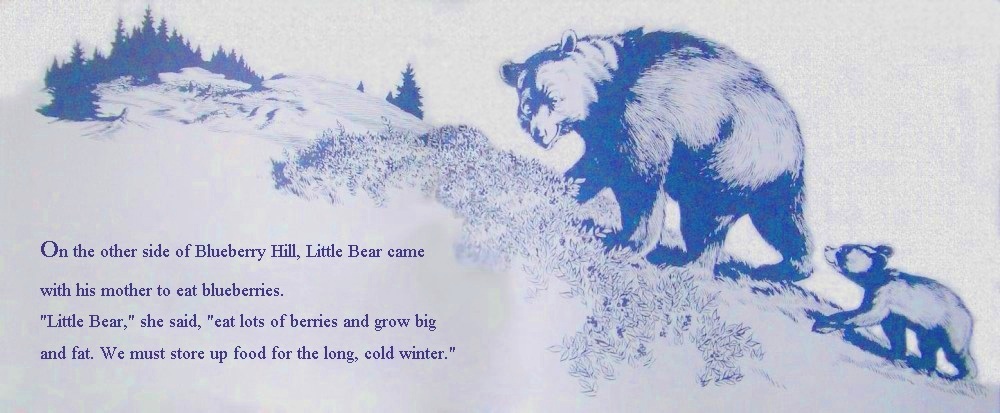 On the other side of Blueberry Hill, Little Bear came
with his mother to eat blueberries.
"Little Bear," she said, "eat lots of berries and grow big
and fat. We must store up food for the long, cold winter."